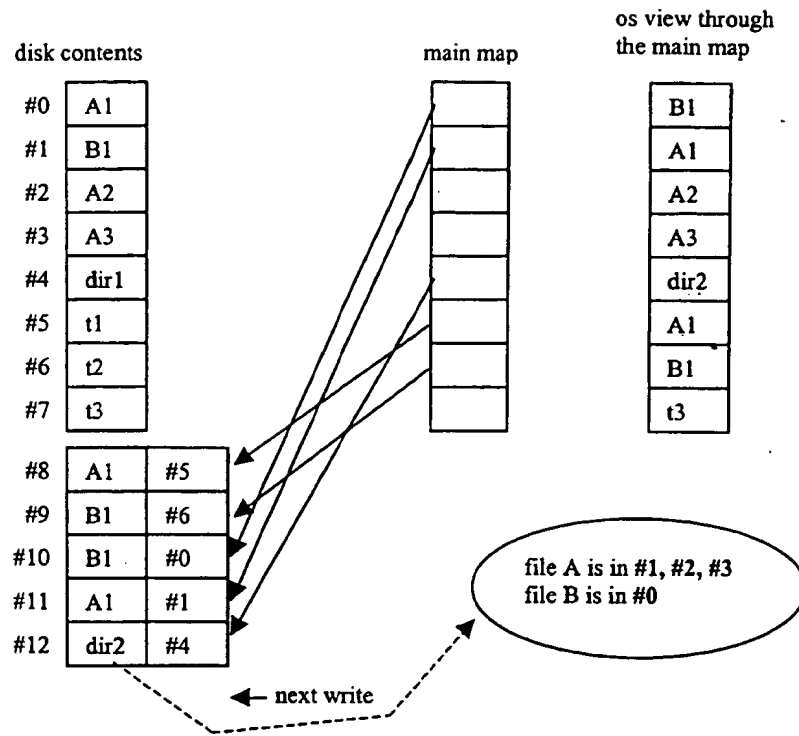 os view through
the main map
disk contents
main map
#0 A1
#1 B1
#2 A2
#3 A3
#4 dir1
#5 t1
#6 t2
#7 t3
B1
A1
A2
A3
dir2
A1
B1
t3
#8 A1 #5
#9 B1 #6
#10 B1 #0
#11 A1 #1
#12 dir2 #4
file A is in #1, #2, #3
file B is in #0
next write